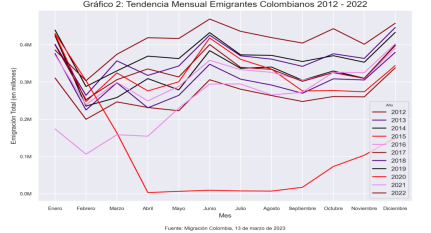 Gráfico 2: Tendencia Mensual Emigrantes Colombianos 2012 - 2022
Emigración Total (en millones)
0.4M
0.3M
0.2M
0.1M
0.0M
Enero
Febrero
Marzo
Abril
Mayo
Junio
Julio
Agosto
Septiembre
Octubre
Noviembre
Diciembre
Mes
Año
2012
2013
2014
2015
2016
2017
2018
2019
2020
2021
2022
Fuente: Migración Colombia, 13 de marzo de 2023